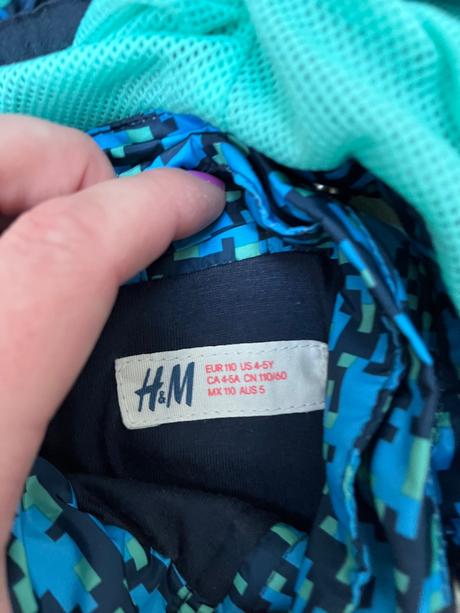 H&M
EUR 110 US 4-5Y
CA 4-5A CN 110/60
MX 110 AUS 5